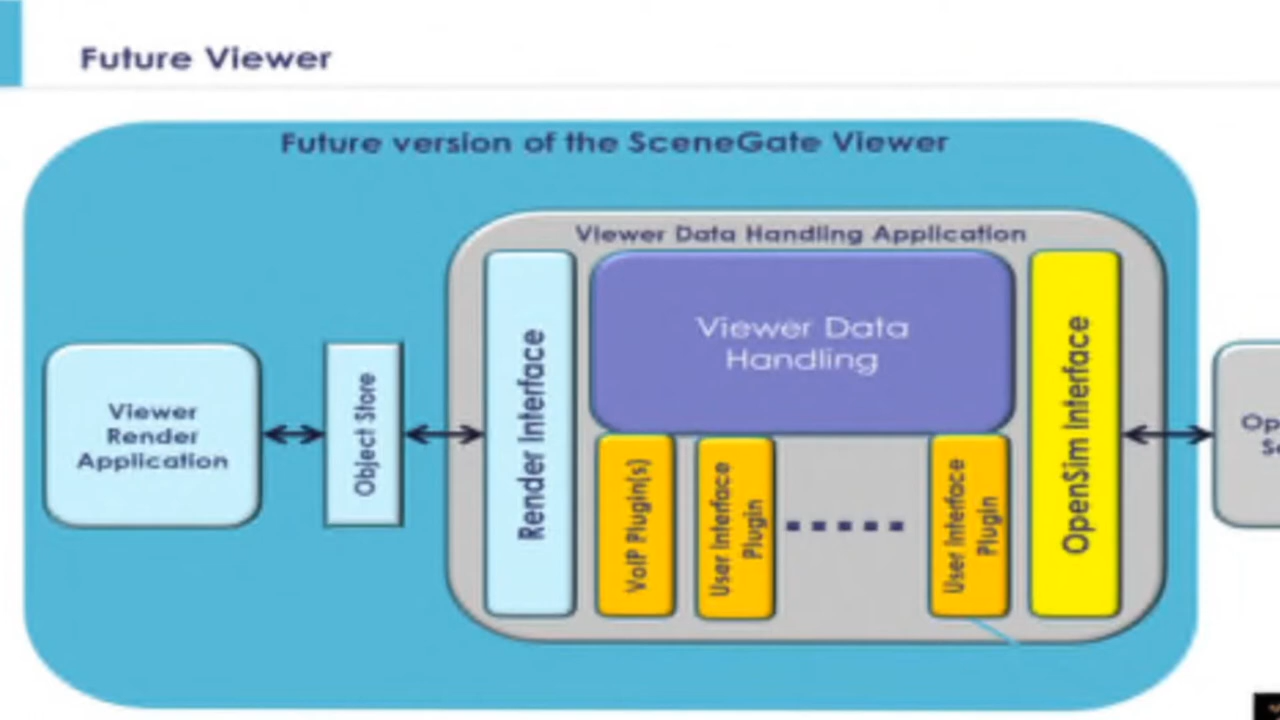 Future Viewer
Future version of the SceneGate Viewer
Viewer Data Handling Application
Viewer
Render
Application
Object Store
Render Interface
Viewer Data
Handling
VoIP Plugin(s)
User Interface
Plugin
User Interface
Plugin
OpenSim Interface